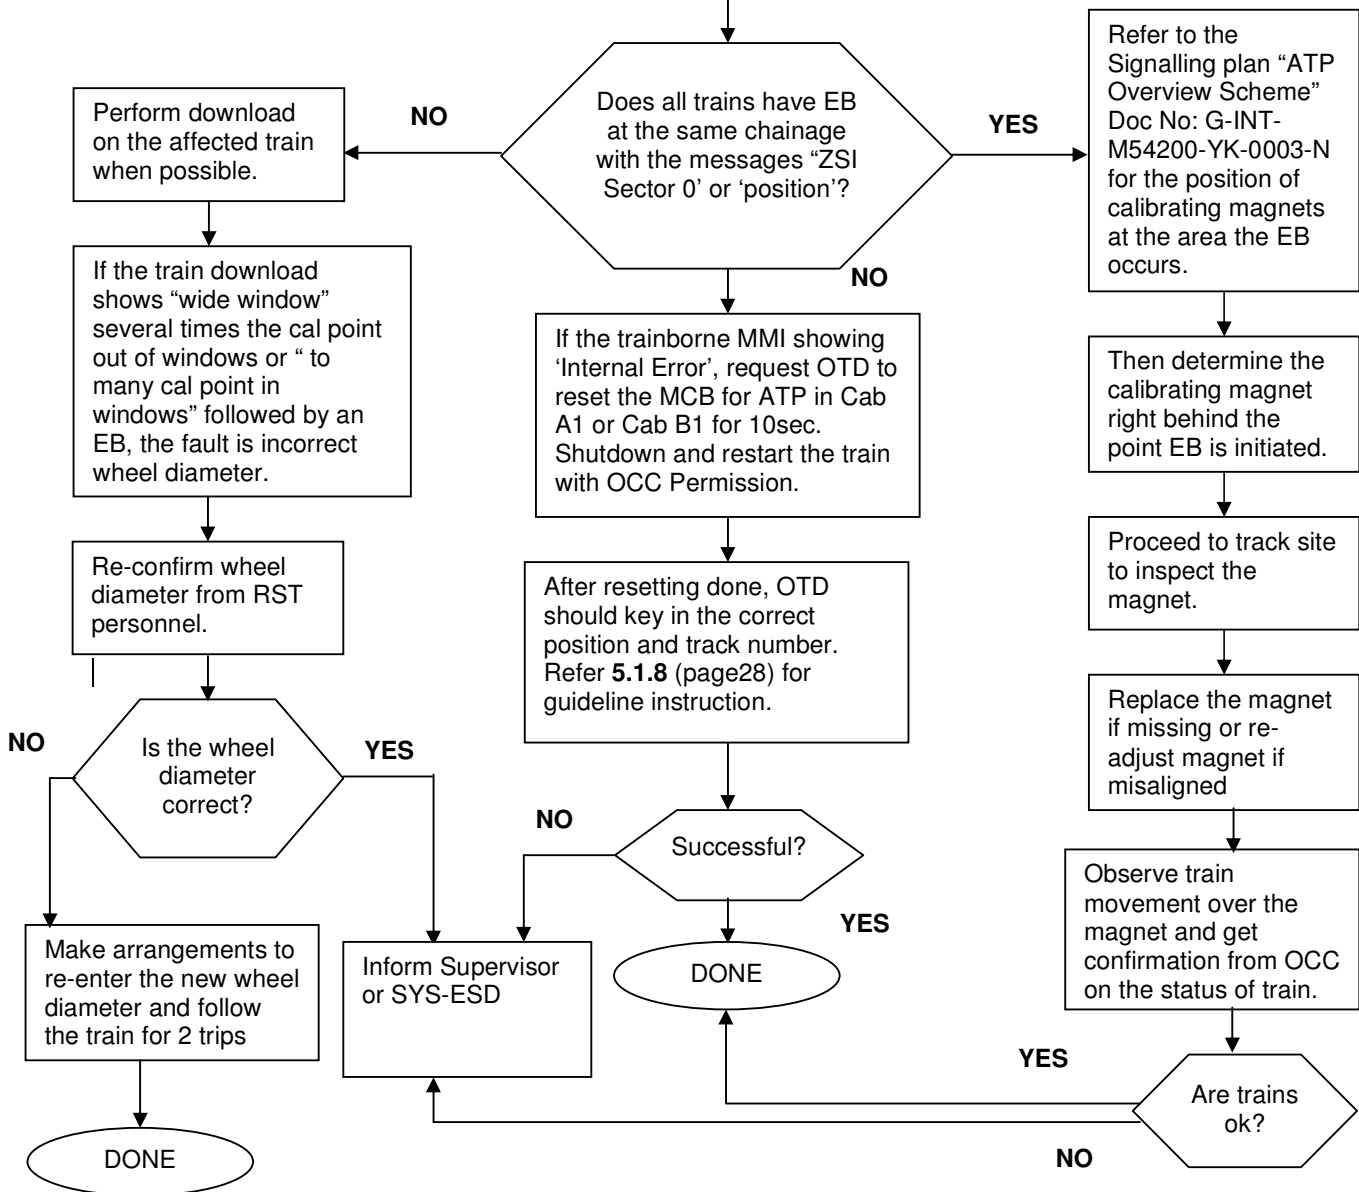 Does all trains have EB
at the same chainage
with the messages “ZSI
Sector 0’ or ‘position’?
NO
YES
NO
Perform download
on the affected train
when possible.
If the train download
shows “wide window”
several times the cal point
out of windows or “ to
many cal point in
windows” followed by an
EB, the fault is incorrect
wheel diameter.
Re-confirm wheel
diameter from RST
personnel.
Is the wheel
diameter
correct?
NO
YES
Make arrangements to
re-enter the new wheel
diameter and follow
the train for 2 trips
DONE
If the trainborne MMI showing
‘Internal Error’, request OTD to
reset the MCB for ATP in Cab
A1 or Cab B1 for 10sec.
Shutdown and restart the train
with OCC Permission.
After resetting done, OTD
should key in the correct
position and track number.
Refer 5.1.8 (page28) for
guideline instruction.
Successful?
NO
YES
Inform Supervisor
or SYS-ESD
DONE
Refer to the
Signalling plan “ATP
Overview Scheme”
Doc No: G-INT-
M54200-YK-0003-N
for the position of
calibrating magnets
at the area the EB
occurs.
Then determine the
calibrating magnet
right behind the
point EB is initiated.
Proceed to track site
to inspect the
magnet.
Replace the magnet
if missing or re-
adjust magnet if
misaligned
Observe train
movement over the
magnet and get
confirmation from OCC
on the status of train.
Are trains
ok?
YES
NO